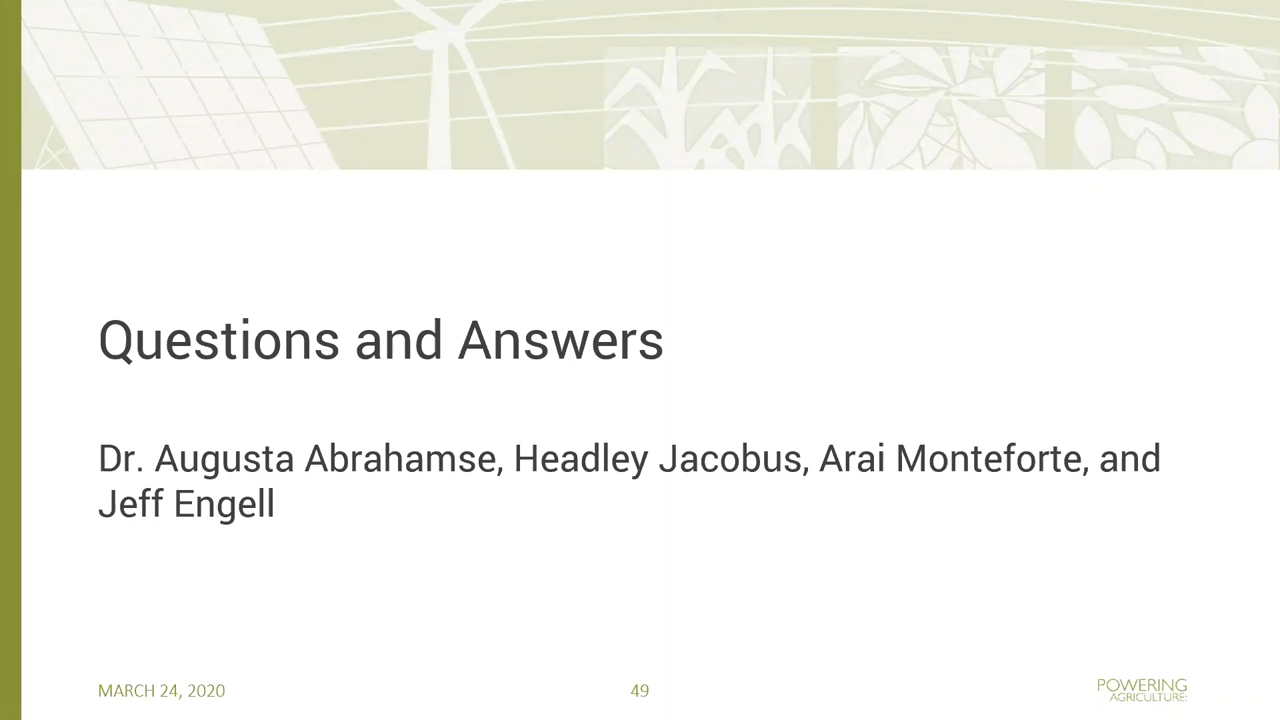 Questions and Answers
Dr. Augusta Abrahamse, Headley Jacobus, Arai Monteforte, and
Jeff Engell
MARCH 24, 2020
49
POWERING
AGRICULTURE: